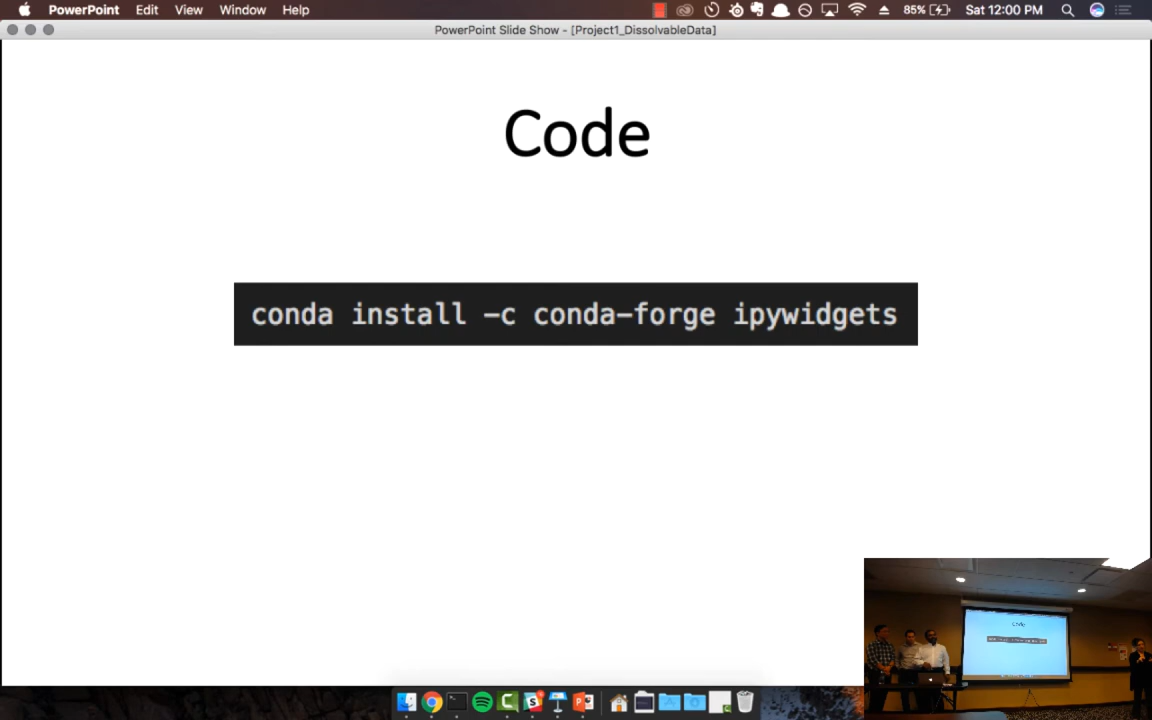 PowerPoint Edit View Window Help 85% Sat 12:00 PM
PowerPoint Slide Show - [Project1_DissolvableData]
Code
conda install -c conda-forge ipywidgets
Code